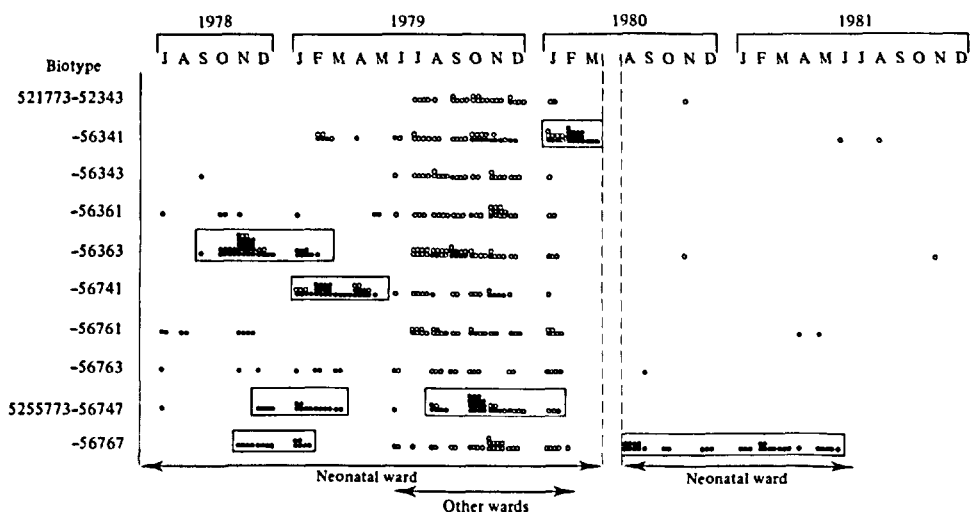 1978 1979 1980 1981
J A S O N D J F M A M J J A S O N D J F M A S O N D J F M A M J J A S O N D
Biotype
521773-52343
-56341
-56343
-56361
-56363
-56741
-56761
-56763
5255773-56747
-56767
Neonatal ward Neonatal ward
Other wards